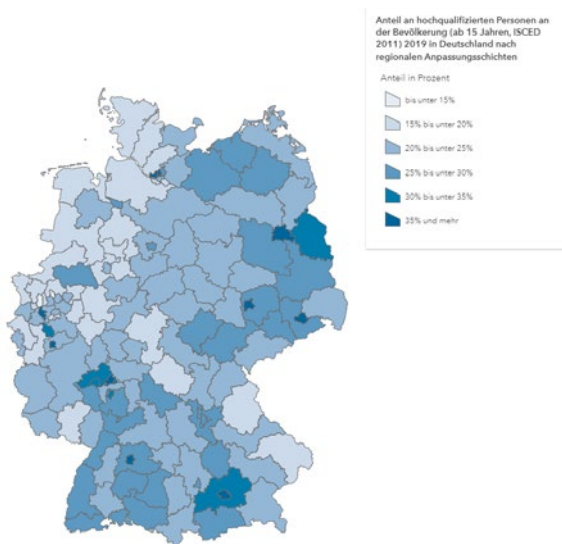 Anteil an hochqualifizierten Personen an
der Bevölkerung (ab 15 Jahren, ISCED
2011) 2019 in Deutschland nach
regionalen Anpassungsschichten
Anteil in Prozent
bis unter 15%
15% bis unter 20%
20% bis unter 25%
25% bis unter 30%
30% bis unter 35%
35% und mehr